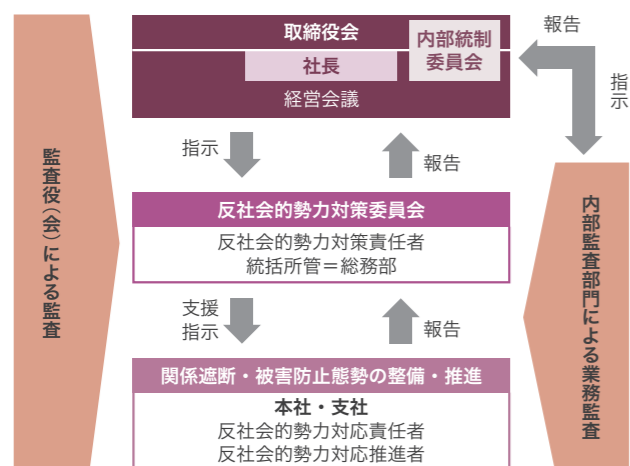 取締役会
内部統制
委員会
社長
経営会議
報告
指示
指示
報告
監査役(会)による監査
反社会的勢力対策委員会
反社会的勢力対策責任者
統括所管＝総務部
内部監査部門による業務監査
支援
指示
報告
関係遮断・被害防止態勢の整備・推進
本社・支社
反社会的勢力対応責任者
反社会的勢力対応推進者